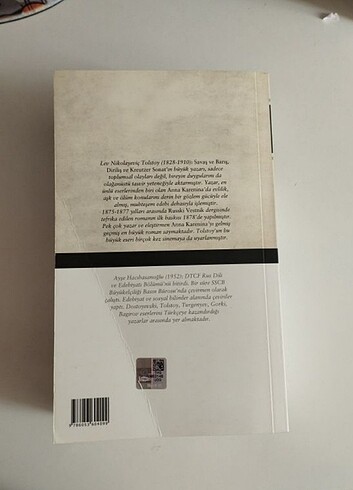 Lev Nikolayeviç Tolstoy (1828-1910): Savaş ve Barış,
Diriliş ve Kreutzer Sonat'ın büyük yazarı, sadece
toplumsal olayları değil, bireyin duygularını da
olağanüstü tasvir yeteneğiyle aktarmıştır. Yazar, en
ünlü eserlerinden biri olan Anna Karenina'da evlilik,
aşk ve ölüm konularını derin bir gözlem gücüyle ele
almış, muhteşem edebi dehasıyla işlemiştir.
1875-1877 yılları arasında Russki Vestnik dergisinde
tefrika edilen romanın ilk baskısı 1878'de yapılmıştır.
Pek çok yazar ve eleştirmen Anna Karenina'yı gelmiş
geçmiş en büyük roman saymaktadır. Tolstoy'un bu
büyük eseri birçok kez sinemaya da uyarlanmıştır.
Ayşe Hacıhasanoğlu (1952): DTCF Rus Dili
ve Edebiyatı Bölümü'nü bitirdi. Bir süre SSCB
Büyükelçiliği Basın Bürosu'nda çevirmen olarak
çalıştı. Edebiyat ve sosyal bilimler alanında çeviriler
yaptı. Dostoyevski, Tolstoy, Turgenyev, Gorki,
eserlerini Türkçeye kazandırdığı
yazarlar arasında yer almaktadır.